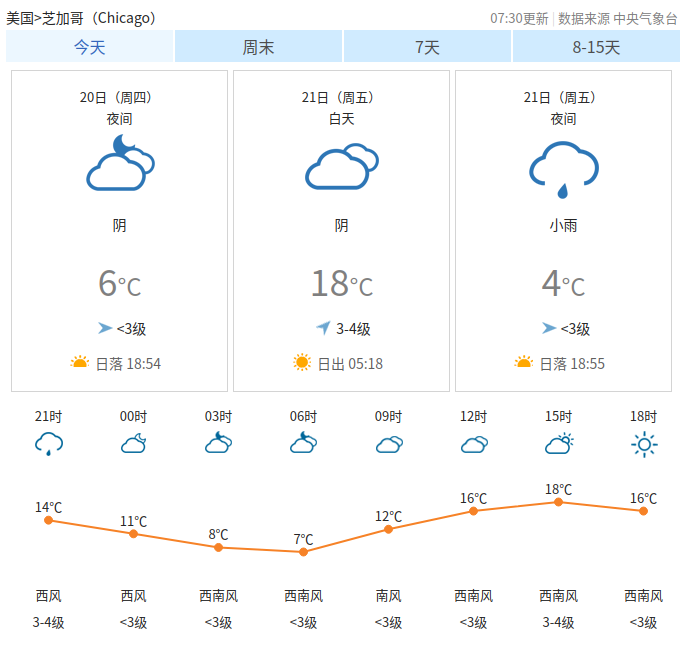 美国>芝加哥（Chicago） 07:30更新 | 数据来源 中央气象台
今天 周末 7天 8-15天
20日（周四） 21日（周五） 21日（周五）
夜间 白天 夜间
阴 阴 小雨
6°C 18°C 4°C
<3级 3-4级 <3级
日落 18:54 日出 05:18 日落 18:55
21时 00时 03时 06时 09时 12时 15时 18时
14℃ 11℃ 8℃ 7℃ 12℃ 16℃ 18℃ 16℃
西风 西风 西南风 西南风 南风 西南风 西南风 西南风
3-4级 <3级 <3级 <3级 <3级 <3级 3-4级 <3级